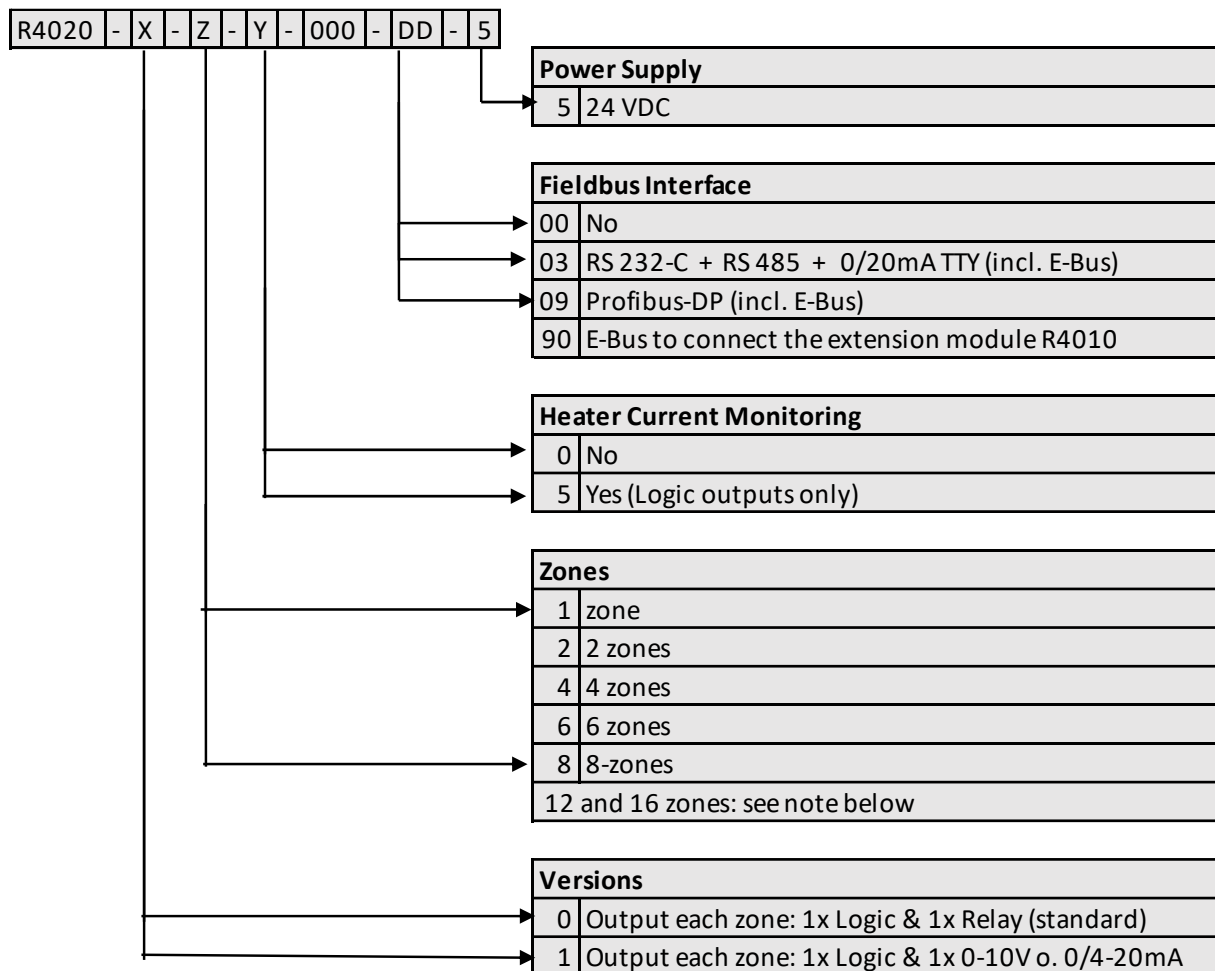 R4020 - X - Z - Y - 000 - DD - 5
Power Supply
5 24 VDC
Fieldbus Interface
00 No
03 RS 232-C + RS 485 + 0/20mA TTY (incl. E-Bus)
09 Profibus-DP (incl. E-Bus)
90 E-Bus to connect the extension module R4010
Heater Current Monitoring
0 No
5 Yes (Logic outputs only)
Zones
1 zone
2 2 zones
4 4 zones
6 6 zones
8 8-zones
12 and 16 zones: see note below
Versions
0 Output each zone: 1x Logic & 1x Relay (standard)
1 Output each zone: 1x Logic & 1x 0-10V o. 0/4-20mA